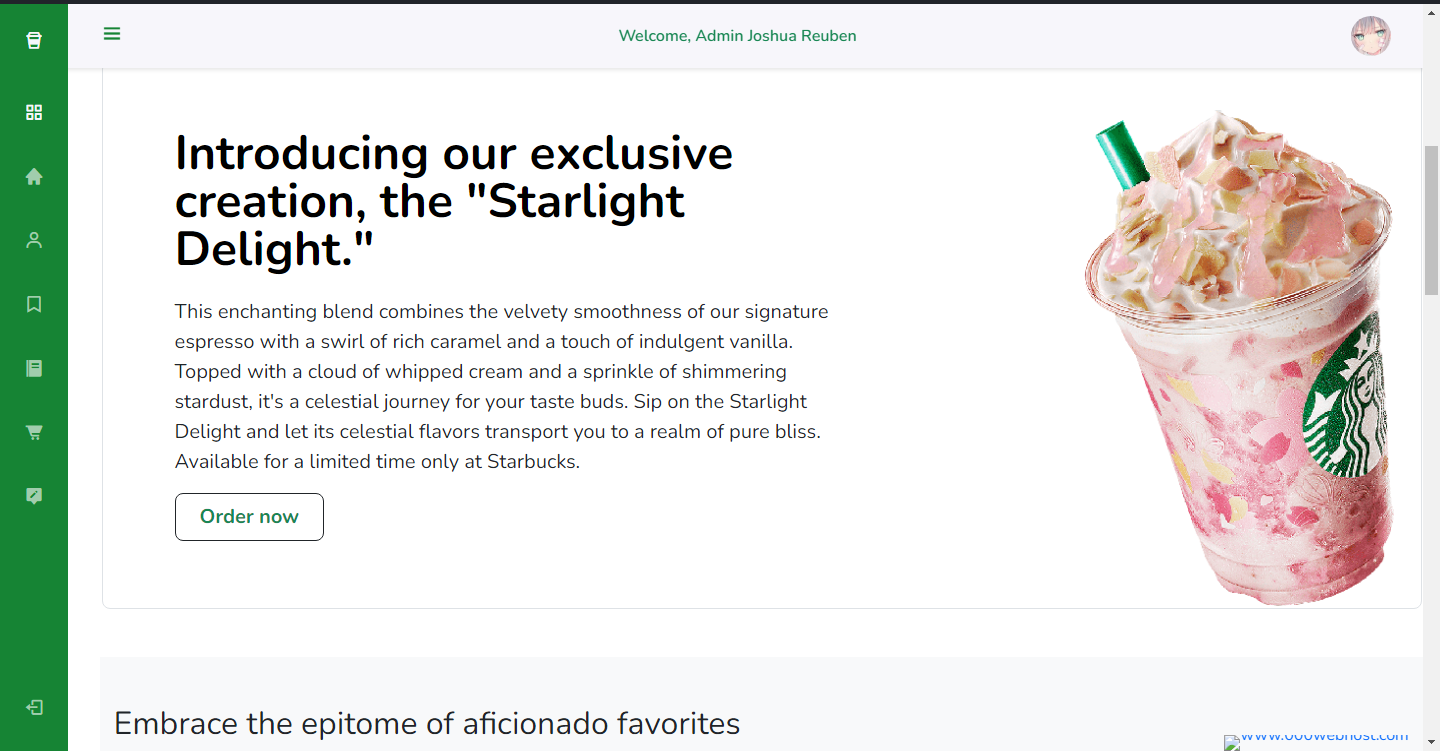 Welcome, Admin Joshua Reuben
Introducing our exclusive
creation, the "Starlight
Delight."
This enchanting blend combines the velvety smoothness of our signature
espresso with a swirl of rich caramel and a touch of indulgent vanilla.
Topped with a cloud of whipped cream and a sprinkle of shimmering
stardust, it's a celestial journey for your taste buds. Sip on the Starlight
Delight and let its celestial flavors transport you to a realm of pure bliss.
Available for a limited time only at Starbucks.
Order now
Embrace the epitome of aficionado favorites
www.000webhost.com